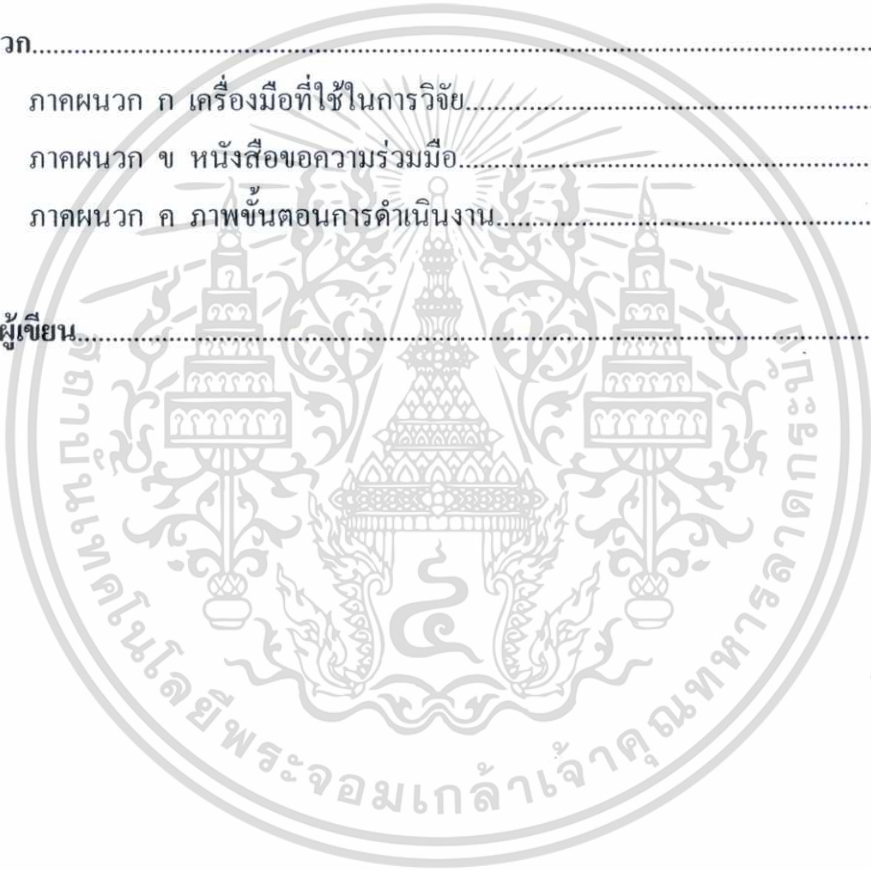 วก
ภาคผนวก ก เครื่องมือที่ใช้ในการวิจัย
ภาคผนวก ข หนังสือขอความร่วมมือ
ภาคผนวก ค ภาพขั้นตอนการดำเนินงาน
ผู้เขียน
สถาบันเทคโนโลยีพระจอมเกล้าเจ้าคุณทหารลาดกระบัง
๔